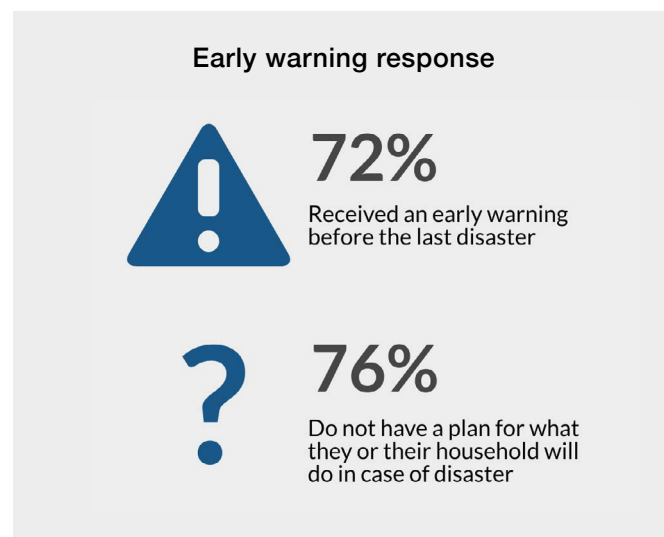 Early warning response
72%
Received an early warning
before the last disaster
76%
Do not have a plan for what
they or their household will
do in case of disaster